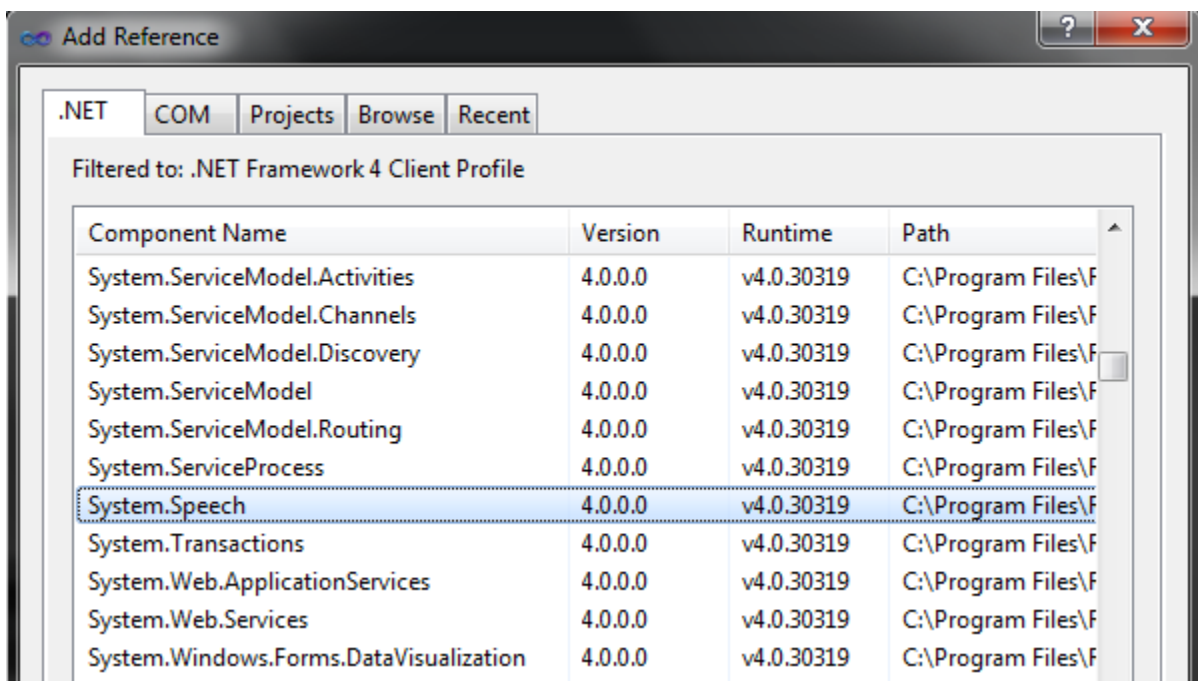 Add Reference
? X
.NET COM Projects Browse Recent
Filtered to: .NET Framework 4 Client Profile
Component Name Version Runtime Path
System.ServiceModel.Activities 4.0.0.0 v4.0.30319 C:\Program Files\F
System.ServiceModel.Channels 4.0.0.0 v4.0.30319 C:\Program Files\F
System.ServiceModel.Discovery 4.0.0.0 v4.0.30319 C:\Program Files\F
System.ServiceModel 4.0.0.0 v4.0.30319 C:\Program Files\F
System.ServiceModel.Routing 4.0.0.0 v4.0.30319 C:\Program Files\F
System.ServiceProcess 4.0.0.0 v4.0.30319 C:\Program Files\F
System.Speech 4.0.0.0 v4.0.30319 C:\Program Files\F
System.Transactions 4.0.0.0 v4.0.30319 C:\Program Files\F
System.Web.ApplicationServices 4.0.0.0 v4.0.30319 C:\Program Files\F
System.Web.Services 4.0.0.0 v4.0.30319 C:\Program Files\F
System.Windows.Forms.DataVisualization 4.0.0.0 v4.0.30319 C:\Program Files\F